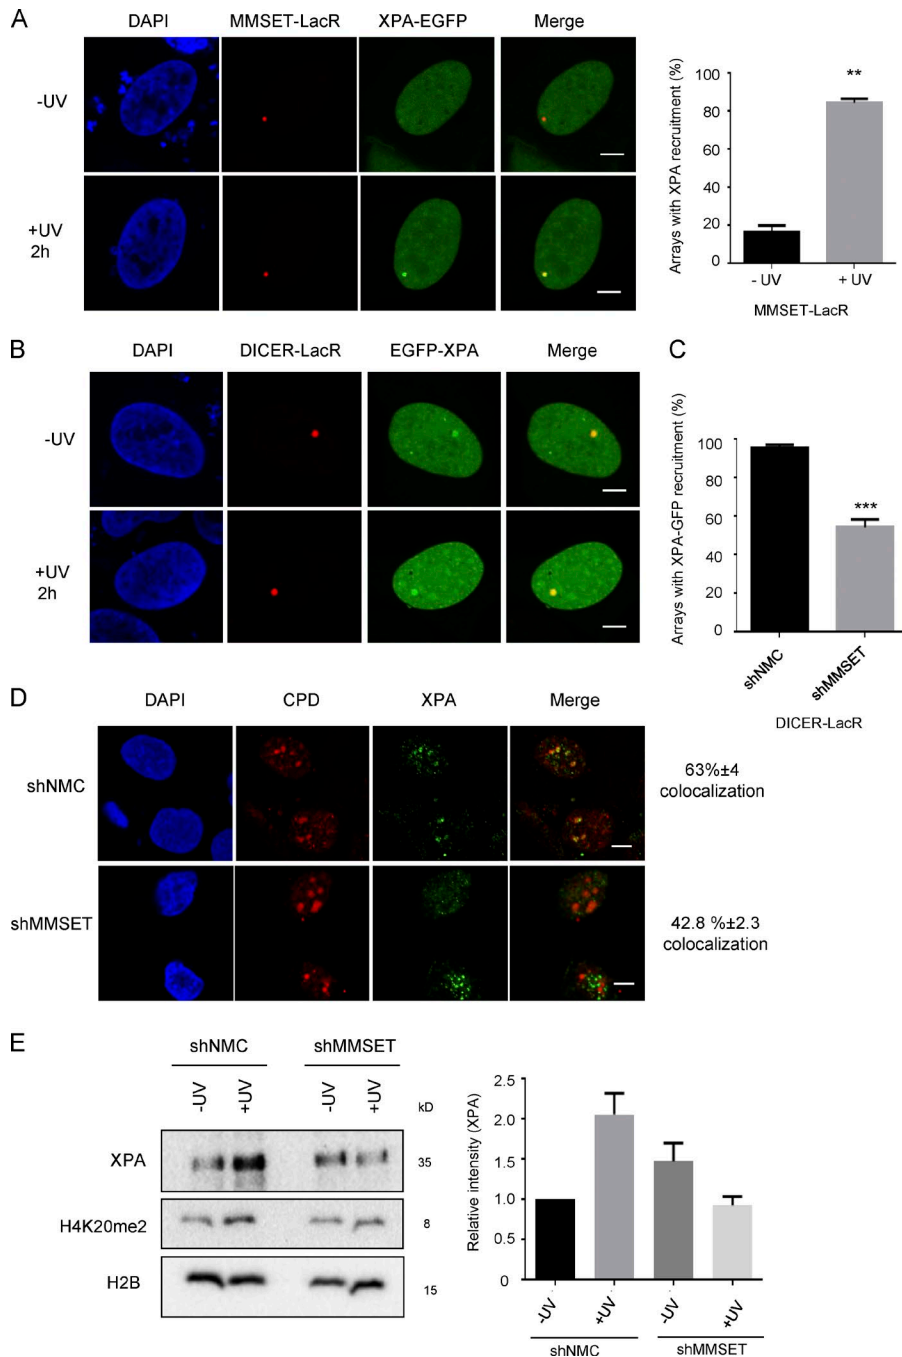 A
DAPI MMSET-LacR XPA-EGFP Merge
-UV
+UV
2h
Arrays with XPA recruitment (%)
100
80
60
40
20
0
**
- UV + UV
MMSET-LacR
B
DAPI DICER-LacR EGFP-XPA Merge
-UV
+UV
2h
C
Arrays with XPA-GFP recruitment (%)
100
80
60
40
20
0
***
shNMC shMMSET
DICER-LacR
D
DAPI CPD XPA Merge
shNMC
63%±4
colocalization
shMMSET
42.8 %±2.3
colocalization
E
shNMC shMMSET
-UV +UV -UV +UV kD
XPA 35
H4K20me2 8
H2B 15
Relative intensity (XPA)
2.5
2.0
1.5
1.0
0.5
0
-UV +UV -UV +UV
shNMC shMMSET